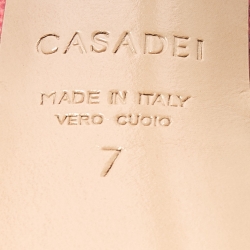 CASADEI
MADE IN ITALY
VERO CUOIO
7